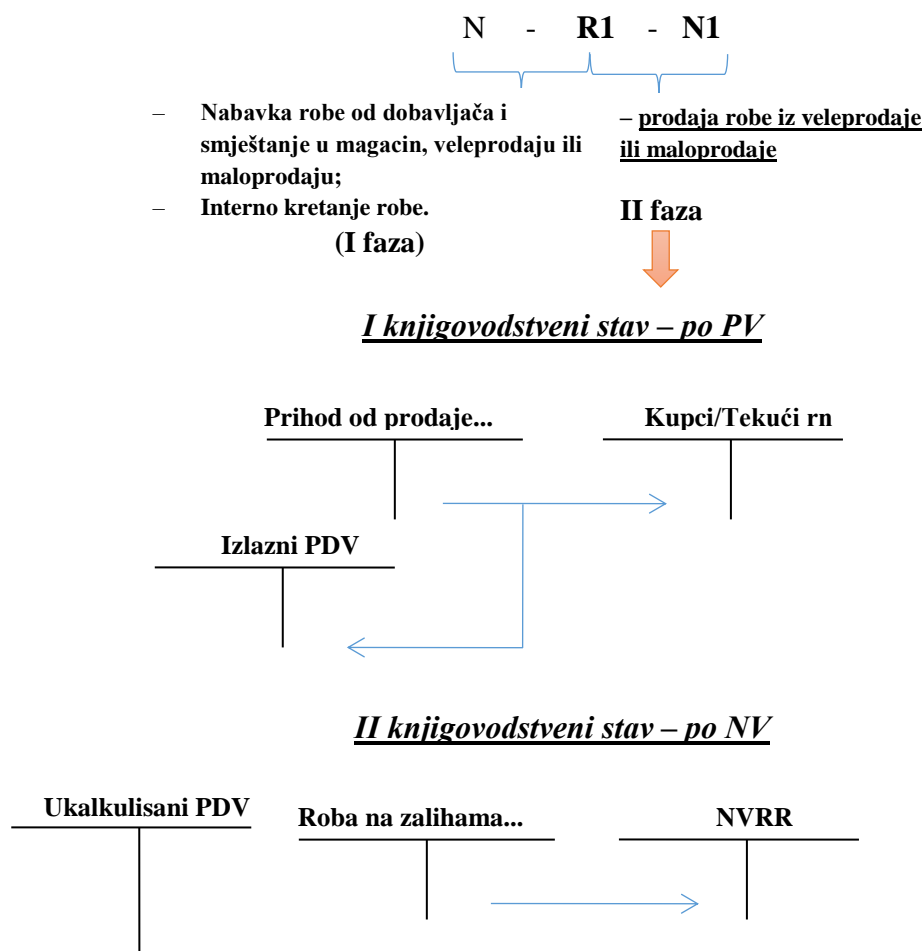 N - R1 - N1
– Nabavka robe od dobavljača i
smještanje u magacin, veleprodaju ili
maloprodaju;
– Interno kretanje robe.
(I faza)
– prodaja robe iz veleprodaje
ili maloprodaje
II faza
I knjigovodstveni stav – po PV
Prihod od prodaje...
Kupci/Tekući rn
Izlazni PDV
II knjigovodstveni stav – po NV
Ukalkulisani PDV
Roba na zalihama...
NVRR